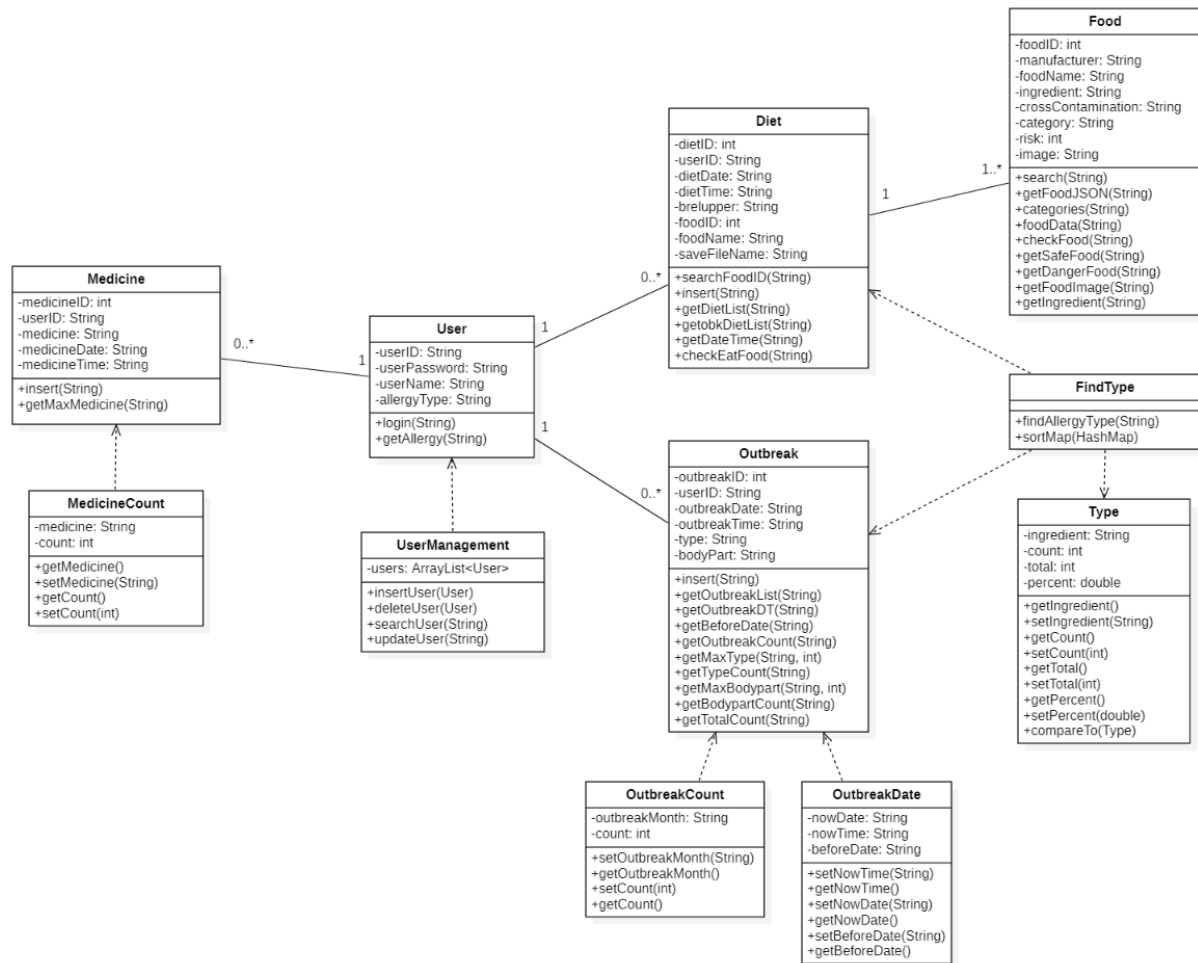 Food
-foodID: int
-manufacturer: String
-foodName: String
-ingredient: String
-crossContamination: String
-category: String
-risk: int
-image: String
+search(String)
+getFoodJSON(String)
+categories(String)
+foodData(String)
+checkFood(String)
+getSafeFood(String)
+getDangerFood(String)
+getFoodImage(String)
+getIngredient(String)
1..*
1
Diet
-dietID: int
-userID: String
-dietDate: String
-dietTime: String
-brelupper: String
-foodID: int
-foodName: String
-saveFileName: String
+searchFoodID(String)
+insert(String)
+getDietList(String)
+getobkDietList(String)
+getDateTime(String)
+checkEatFood(String)
0..*
1
Medicine
-medicineID: int
-userID: String
-medicine: String
-medicineDate: String
-medicineTime: String
+insert(String)
+getMaxMedicine(String)
0..*
1
User
-userID: String
-userPassword: String
-userName: String
-allergyType: String
+login(String)
+getAllergy(String)
1
0..*
FindType
+findAllergyType(String)
+sortMap(HashMap)
Outbreak
-outbreakID: int
-userID: String
-outbreakDate: String
-outbreakTime: String
-type: String
-bodyPart: String
+insert(String)
+getOutbreakList(String)
+getOutbreakDT(String)
+getBeforeDate(String)
+getOutbreakCount(String)
+getMaxType(String, int)
+getTypeCount(String)
+getMaxBodypart(String, int)
+getBodypartCount(String)
+getTotalCount(String)
MedicineCount
-medicine: String
-count: int
+getMedicine()
+setMedicine(String)
+getCount()
+setCount(int)
UserManagement
-users: ArrayList<User>
+insertUser(User)
+deleteUser(User)
+searchUser(String)
+updateUser(String)
Type
-ingredient: String
-count: int
-total: int
-percent: double
+getIngredient()
+setIngredient(String)
+getCount()
+setCount(int)
+getTotal()
+setTotal(int)
+getPercent()
+setPercent(double)
+compareTo(Type)
OutbreakCount
-outbreakMonth: String
-count: int
+setOutbreakMonth(String)
+getOutbreakMonth()
+setCount(int)
+getCount()
OutbreakDate
-nowDate: String
-nowTime: String
-beforeDate: String
+setNowTime(String)
+getNowTime()
+setNowDate(String)
+getNowDate()
+setBeforeDate(String)
+getBeforeDate()